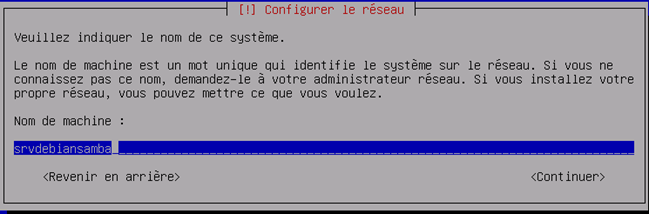 [!] Configurer le réseau
Veuillez indiquer le nom de ce système.
Le nom de machine est un mot unique qui identifie le système sur le réseau. Si vous ne
connaissez pas ce nom, demandez-le à votre administrateur réseau. Si vous installez votre
propre réseau, vous pouvez mettre ce que vous voulez.
Nom de machine :
srvdebiansamba
<Revenir en arrière> <Continuer>